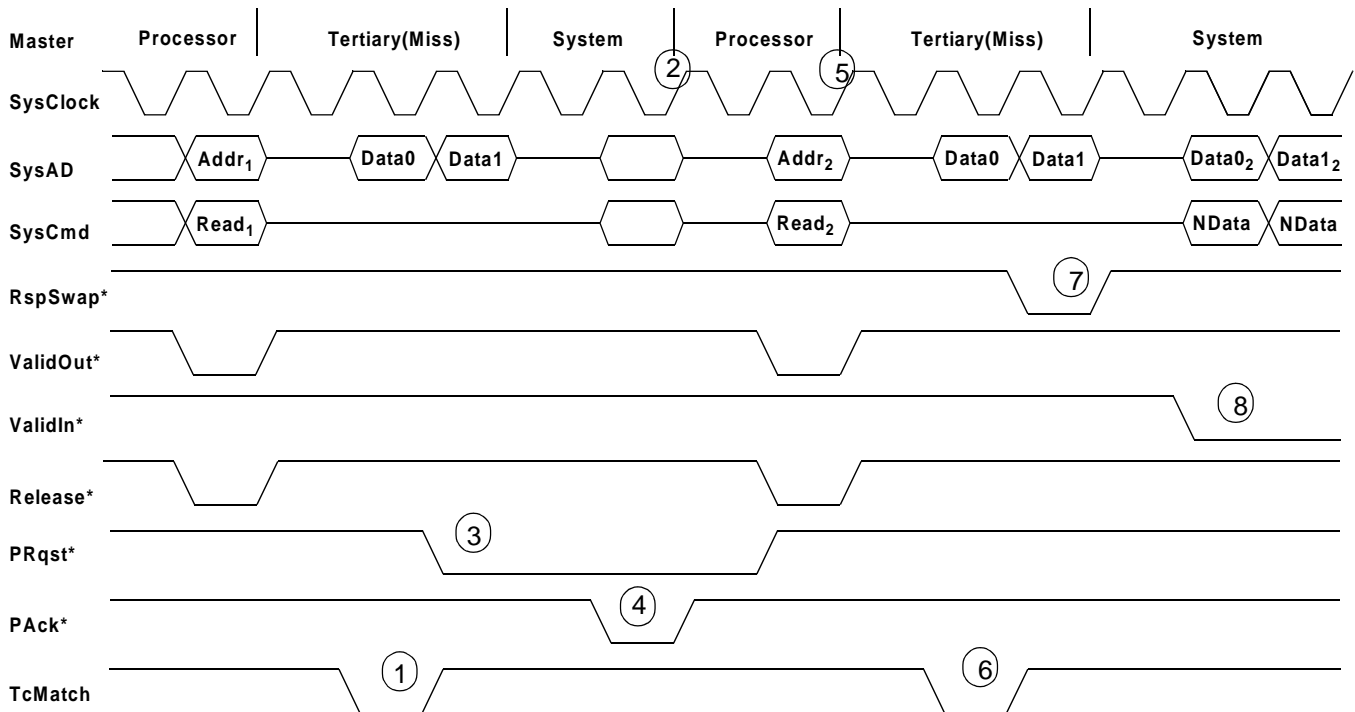 Master Processor Tertiary(Miss) System Processor Tertiary(Miss) System
2 5
SysClock
SysAD Addr1 Data0 Data1 Addr2 Data0 Data1 Data02 Data12
SysCmd Read1 Read2 NData NData
RspSwap* 7
ValidOut*
ValidIn* 8
Release*
PRqst* 3
PAck* 4
TcMatch 1 6